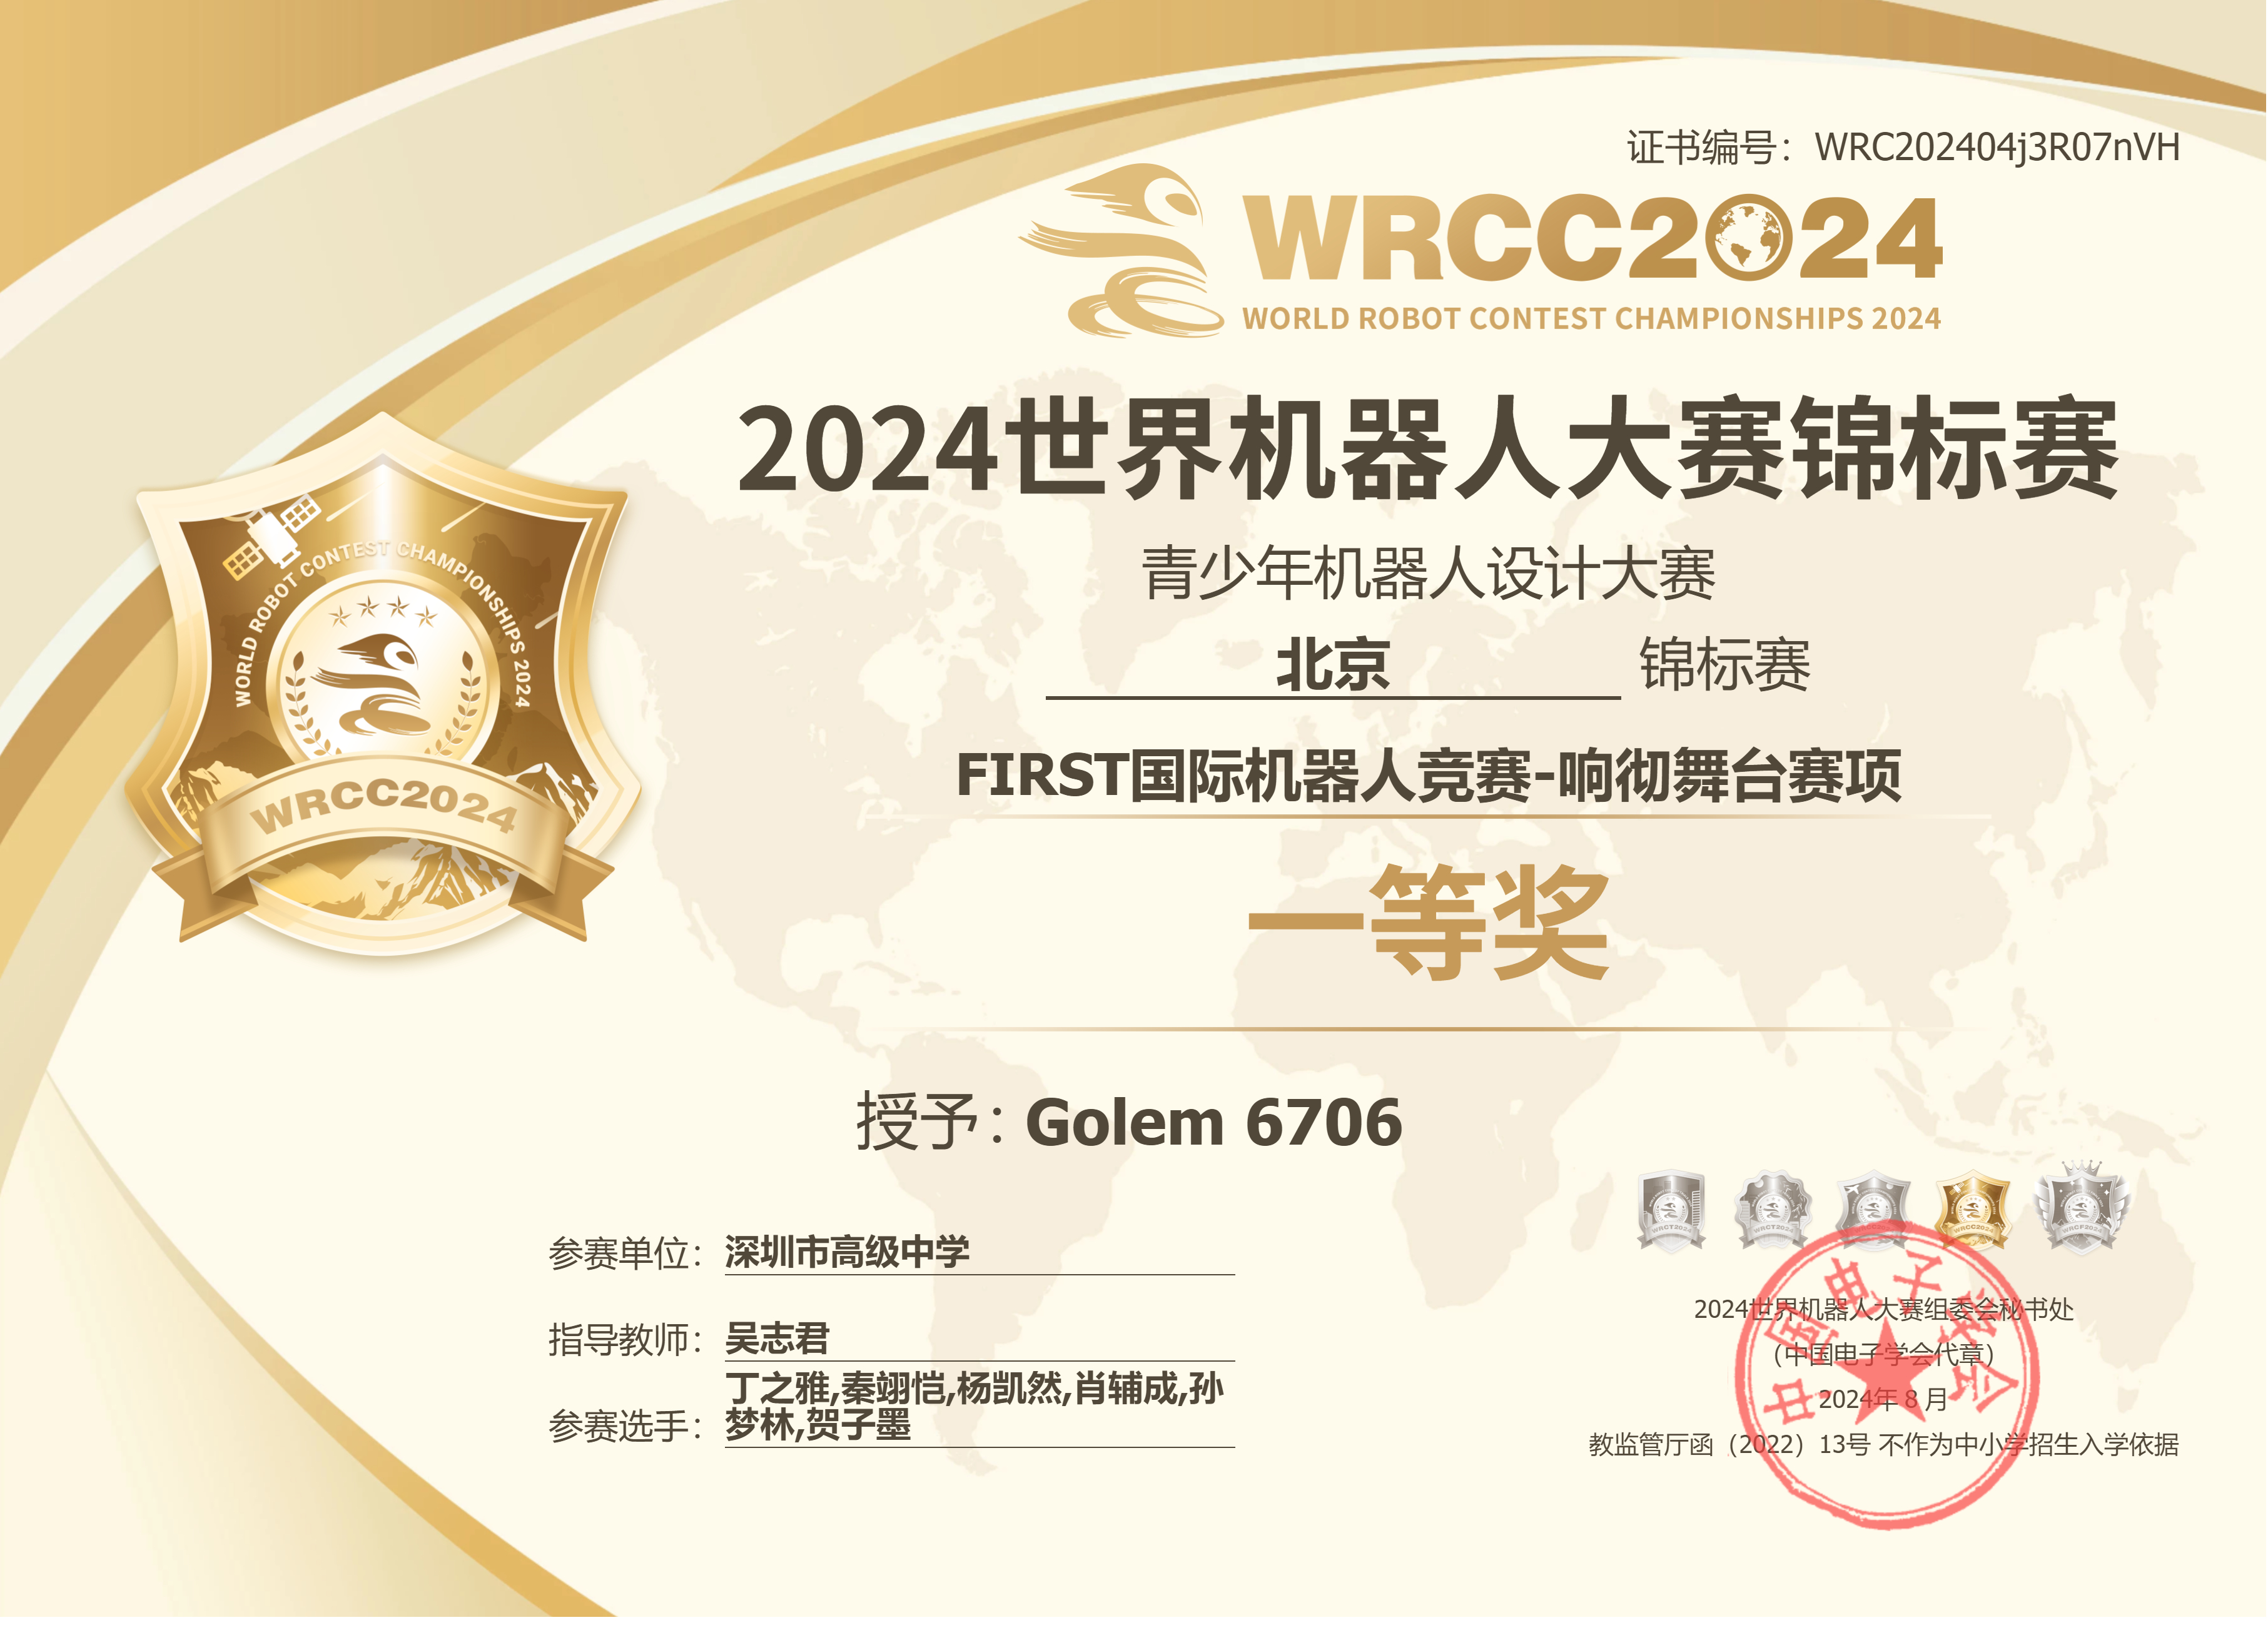 证书编号：WRC202404j3R07nVH
WRCC2024
WORLD ROBOT CONTEST CHAMPIONSHIPS 2024
2024世界机器人大赛锦标赛
青少年机器人设计大赛
北京 锦标赛
FIRST国际机器人竞赛-响彻舞台赛项
一等奖
WORLD ROBOT CONTEST CHAMPIONSHIPS 2024
WRCC2024
授予：Golem 6706
参赛单位：深圳市高级中学
指导教师：吴志君
参赛选手：丁之雅,秦翊恺,杨凯然,肖辅成,孙
梦林,贺子墨
WRCT2024
WRCT2024
WRCC2024
2024世界机器人大赛组委会秘书处
（中国电子学会代章）
2024年 8 月
教监管厅函（2022）13号 不作为中小学招生入学依据
中国电子学会